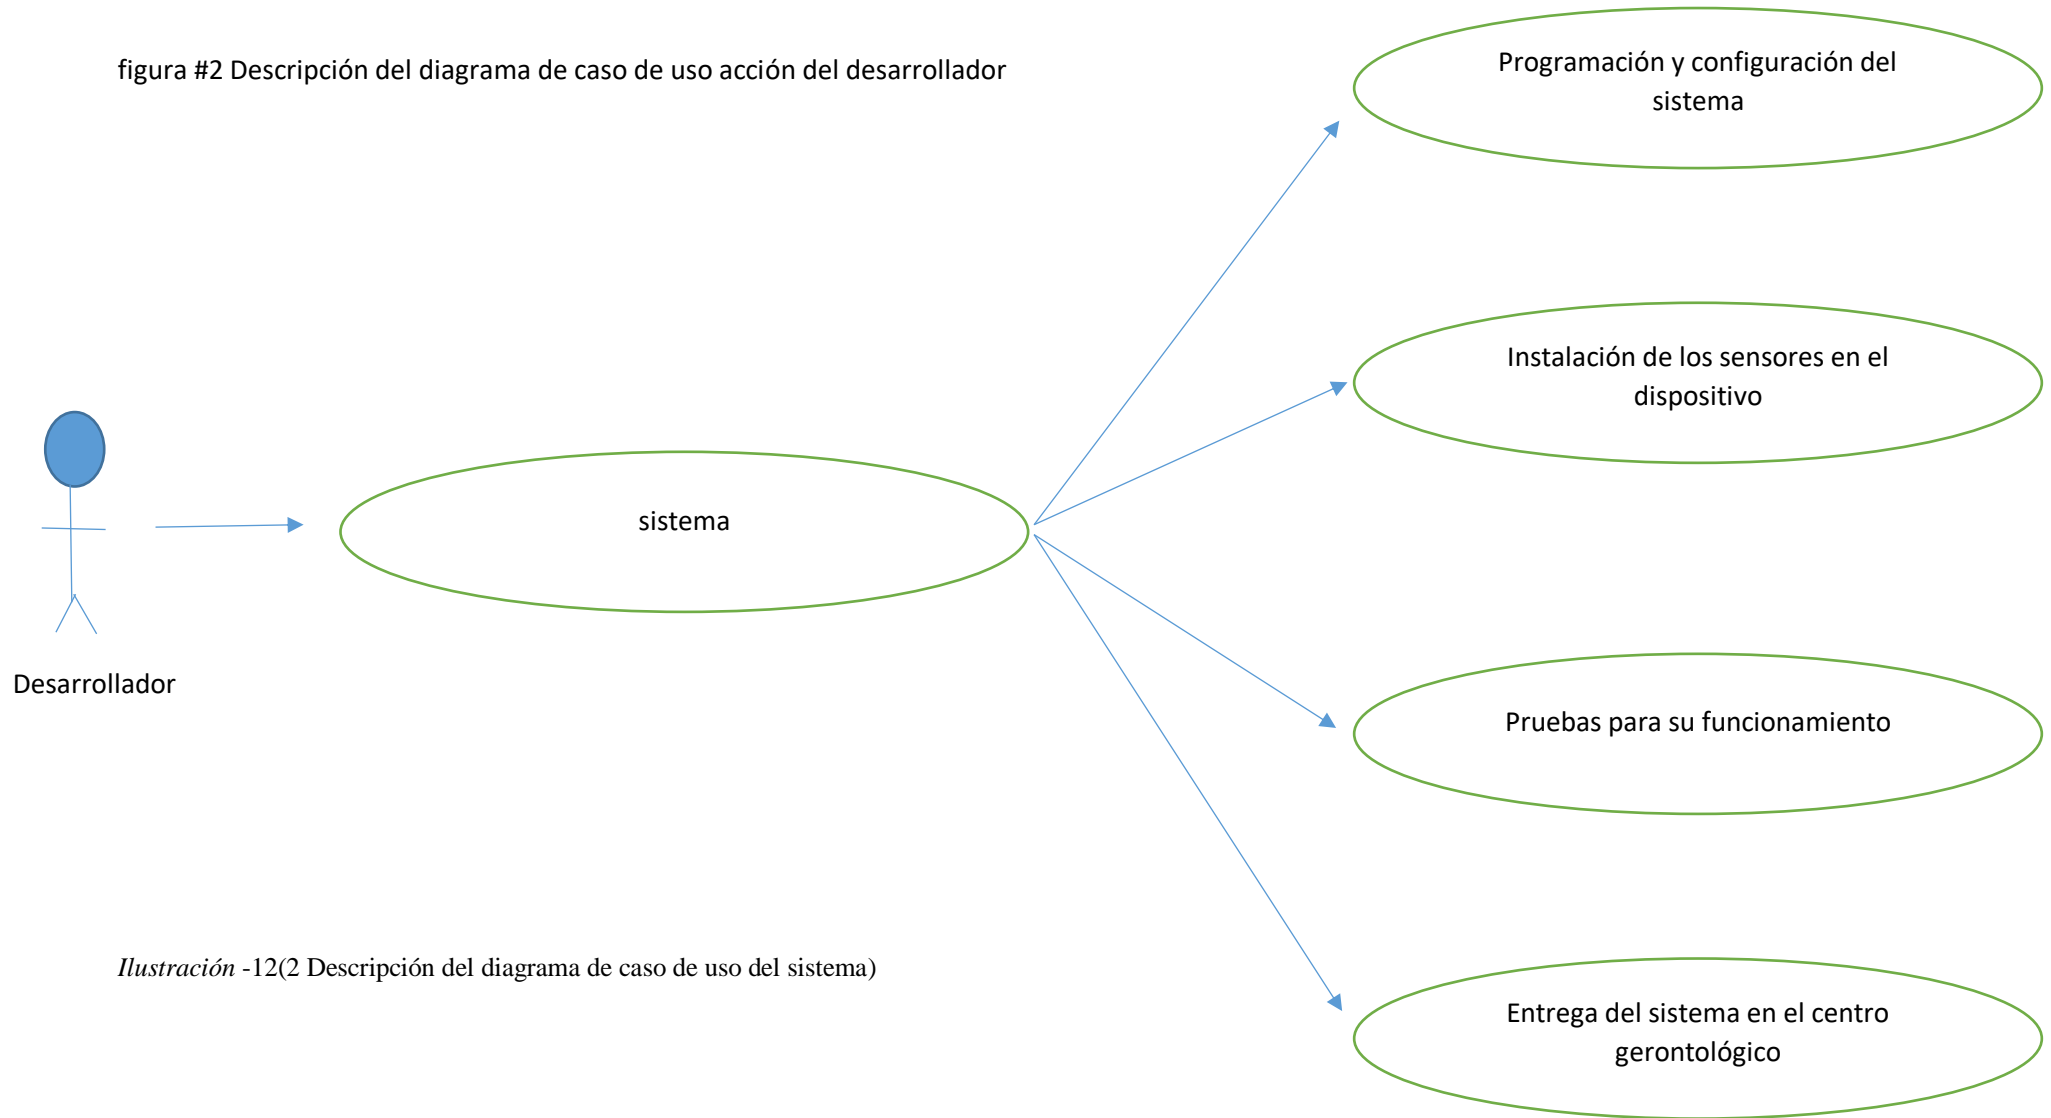 figura #2 Descripción del diagrama de caso de uso acción del desarrollador
Programación y configuración del
sistema
Instalación de los sensores en el
dispositivo
sistema
Desarrollador
Pruebas para su funcionamiento
Ilustración -12(2 Descripción del diagrama de caso de uso del sistema)
Entrega del sistema en el centro
gerontológico